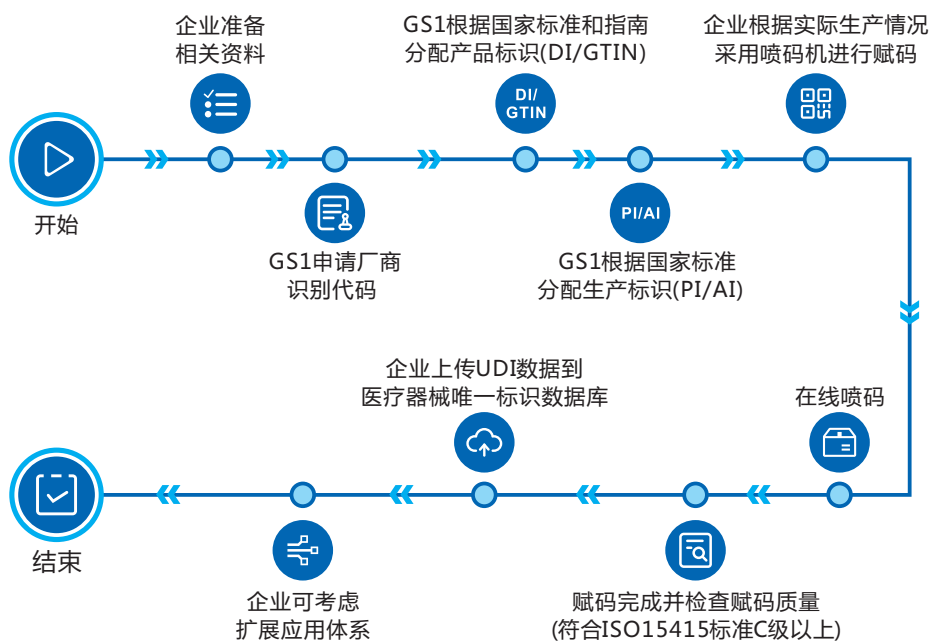 企业准备
相关资料
GS1根据国家标准和指南
分配产品标识(DI/GTIN)
企业根据实际生产情况
采用喷码机进行赋码
DI/
GTIN
开始
GS1申请厂商
识别代码
PI/AI
GS1根据国家标准
分配生产标识(PI/AI)
企业上传UDI数据到
医疗器械唯一标识数据库
在线喷码
结束
企业可考虑
扩展应用体系
赋码完成并检查赋码质量
(符合ISO15415标准C级以上)